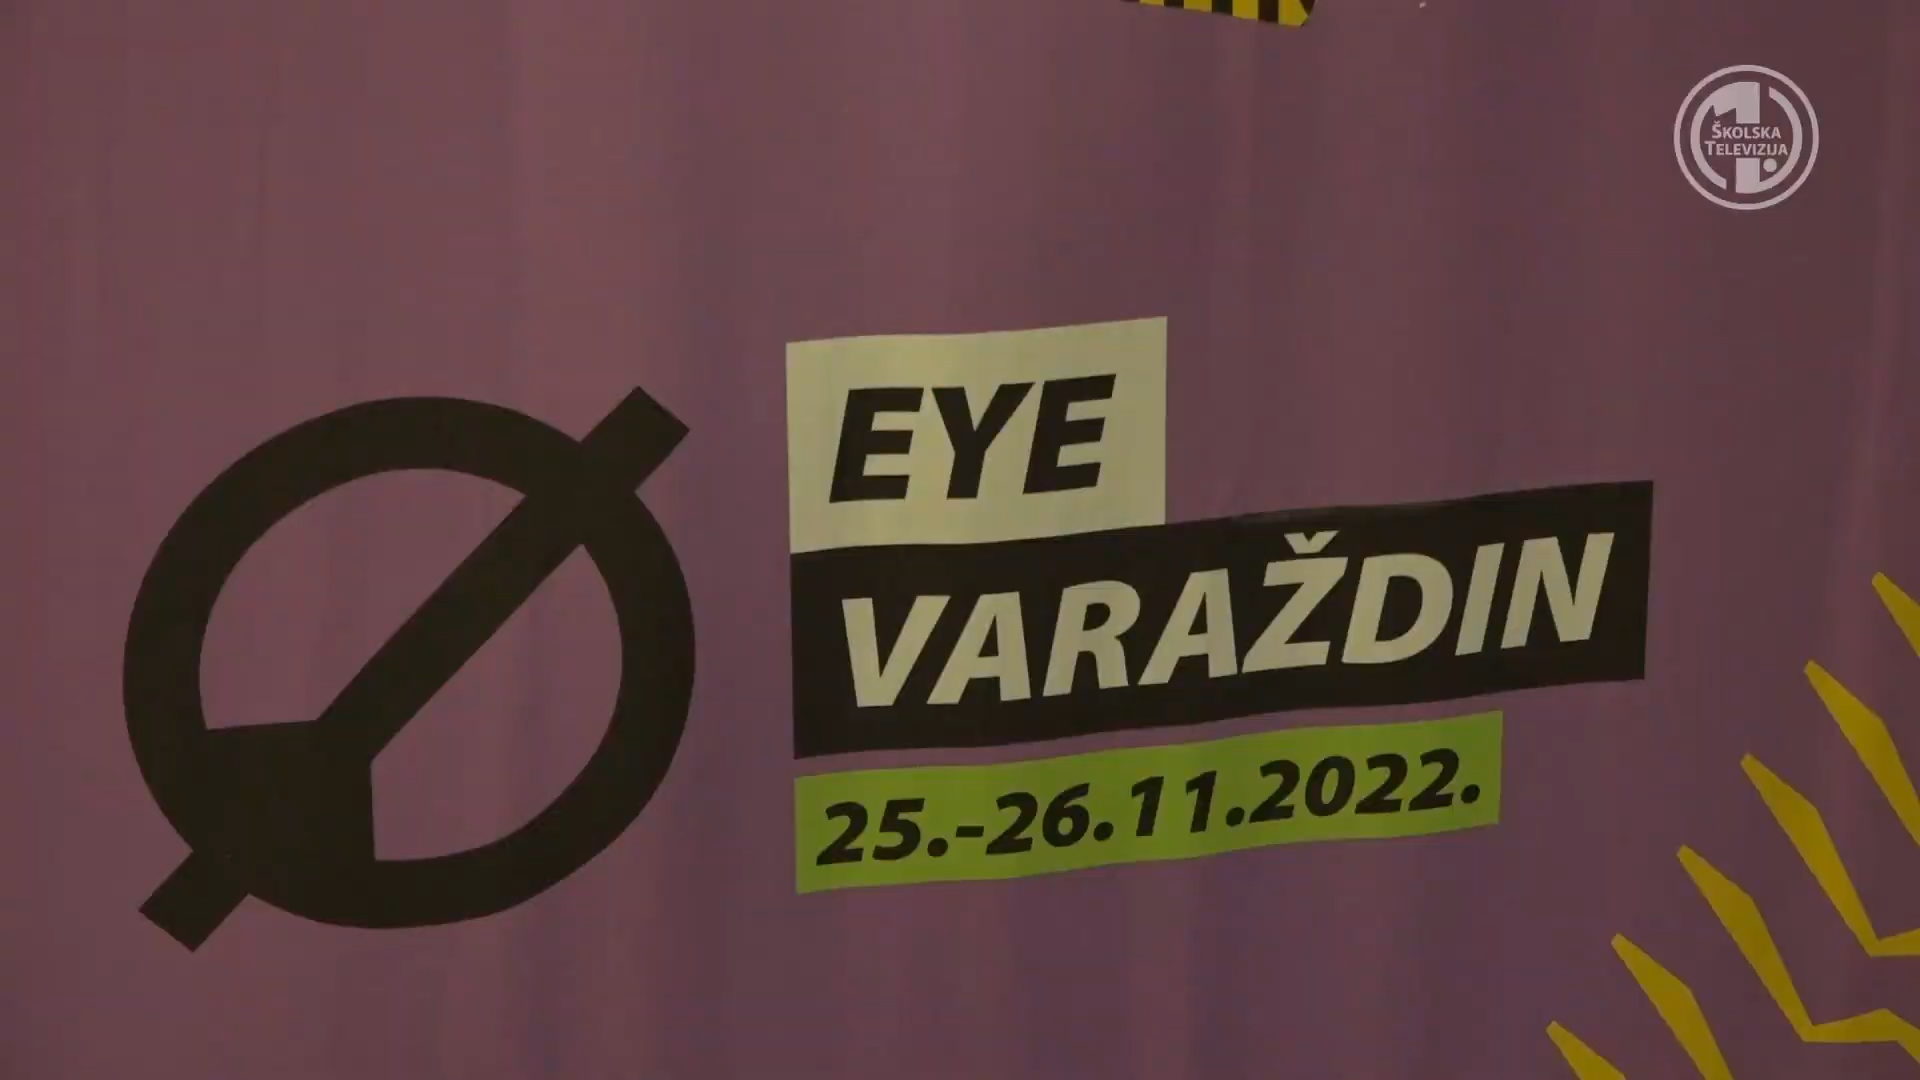 ŠKOLSKA
TELEVIZIJA
EYE
VARAŽDIN
25.-26.11.2022.